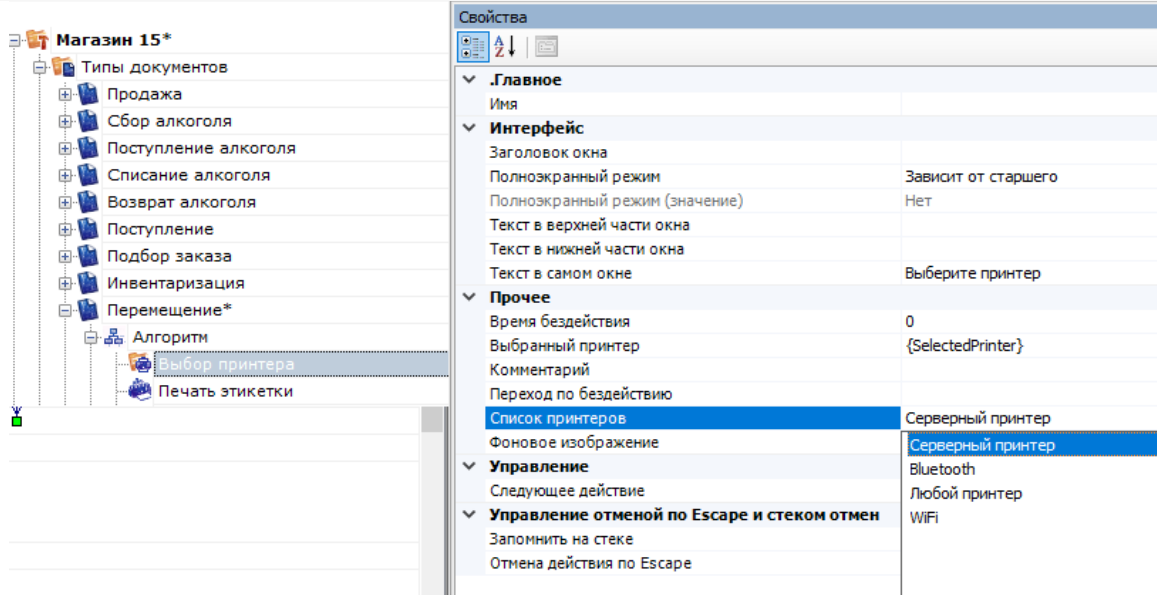 Магазин 15*
Типы документов
Продажа
Сбор алкоголя
Поступление алкоголя
Списание алкоголя
Возврат алкоголя
Поступление
Подбор заказа
Инвентаризация
Перемещение*
Алгоритм
Выбор принтера
Печать этикетки
Свойства
.Главное
Имя
Интерфейс
Заголовок окна
Полноэкранный режим Зависит от старшего
Полноэкранный режим (значение) Нет
Текст в верхней части окна
Текст в нижней части окна
Текст в самом окне Выберите принтер
Прочее
Время бездействия 0
Выбранный принтер {SelectedPrinter}
Комментарий
Переход по бездействию
Список принтеров Серверный принтер
Фоновое изображение Серверный принтер
Управление Bluetooth
Следующее действие Любой принтер
Управление отменой по Escape и стеком отмен WiFi
Запомнить на стеке
Отмена действия по Escape